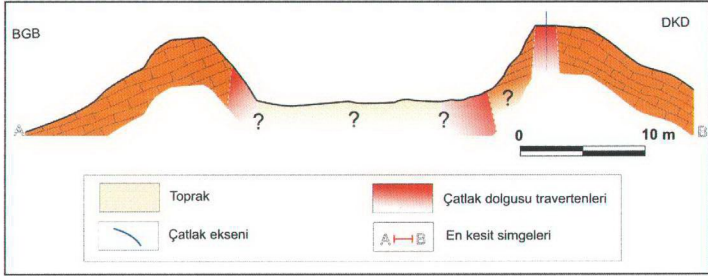 BGB
DKD
A
?
?
?
?
B
0
10 m
Toprak
Çatlak dolgusu travertenleri
Çatlak ekseni
A B
En kesit simgeleri